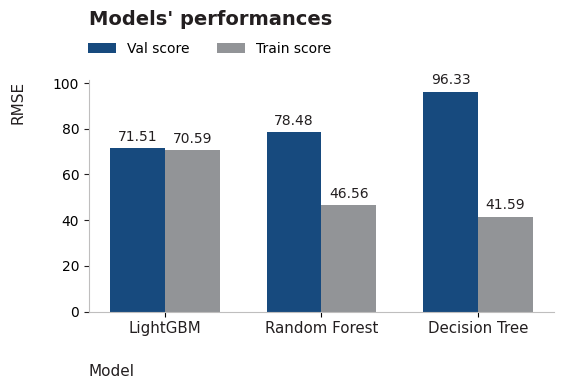 Models' performances
Val score Train score
RMSE
100
80
60
40
20
0
71.51 70.59 78.48 46.56 96.33 41.59
LightGBM Random Forest Decision Tree
Model